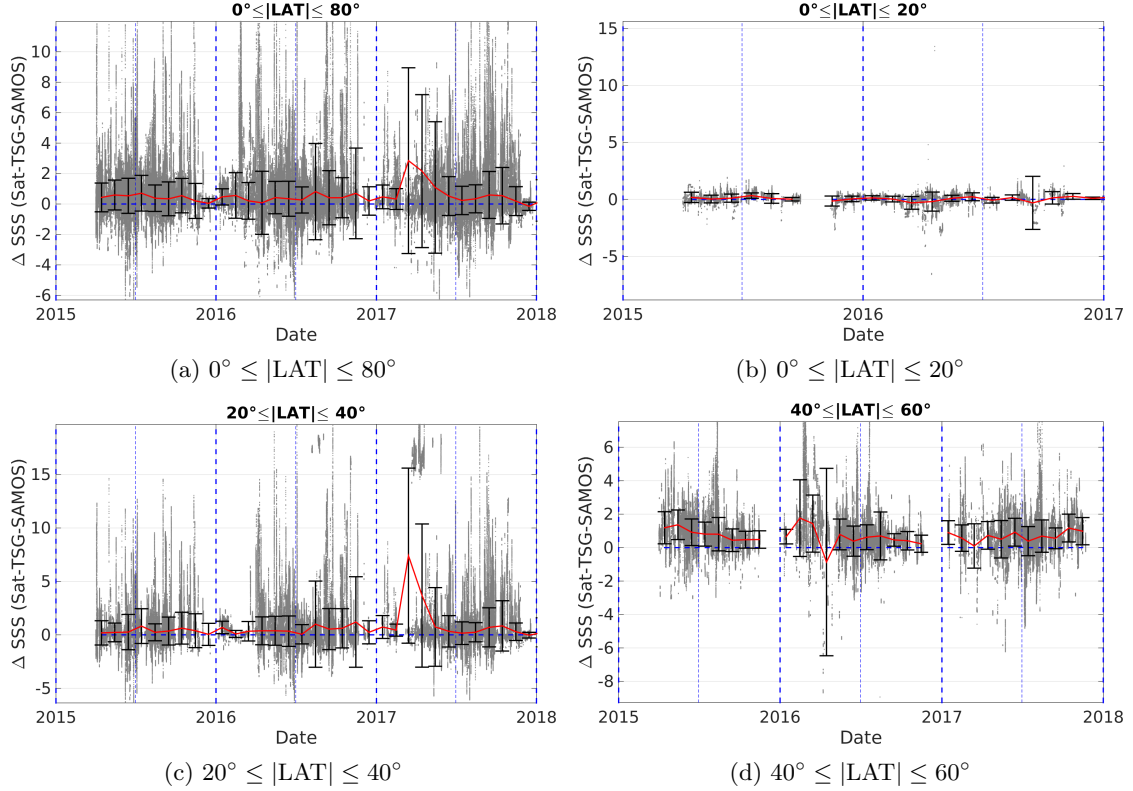 0°≤|LAT|≤ 80°
Δ SSS (Sat-TSG-SAMOS)
10
8
6
4
2
0
-2
-4
-6
2015
2016
2017
2018
Date
(a) 0° ≤ |LAT| ≤ 80°
0°≤|LAT|≤ 20°
Δ SSS (Sat-TSG-SAMOS)
15
10
5
0
-5
2015
2016
2017
Date
(b) 0° ≤ |LAT| ≤ 20°
20°≤|LAT|≤ 40°
Δ SSS (Sat-TSG-SAMOS)
15
10
5
0
-5
2015
2016
2017
2018
Date
(c) 20° ≤ |LAT| ≤ 40°
40°≤|LAT|≤ 60°
Δ SSS (Sat-TSG-SAMOS)
6
4
2
0
-2
-4
-6
-8
2015
2016
2017
2018
Date
(d) 40° ≤ |LAT| ≤ 60°